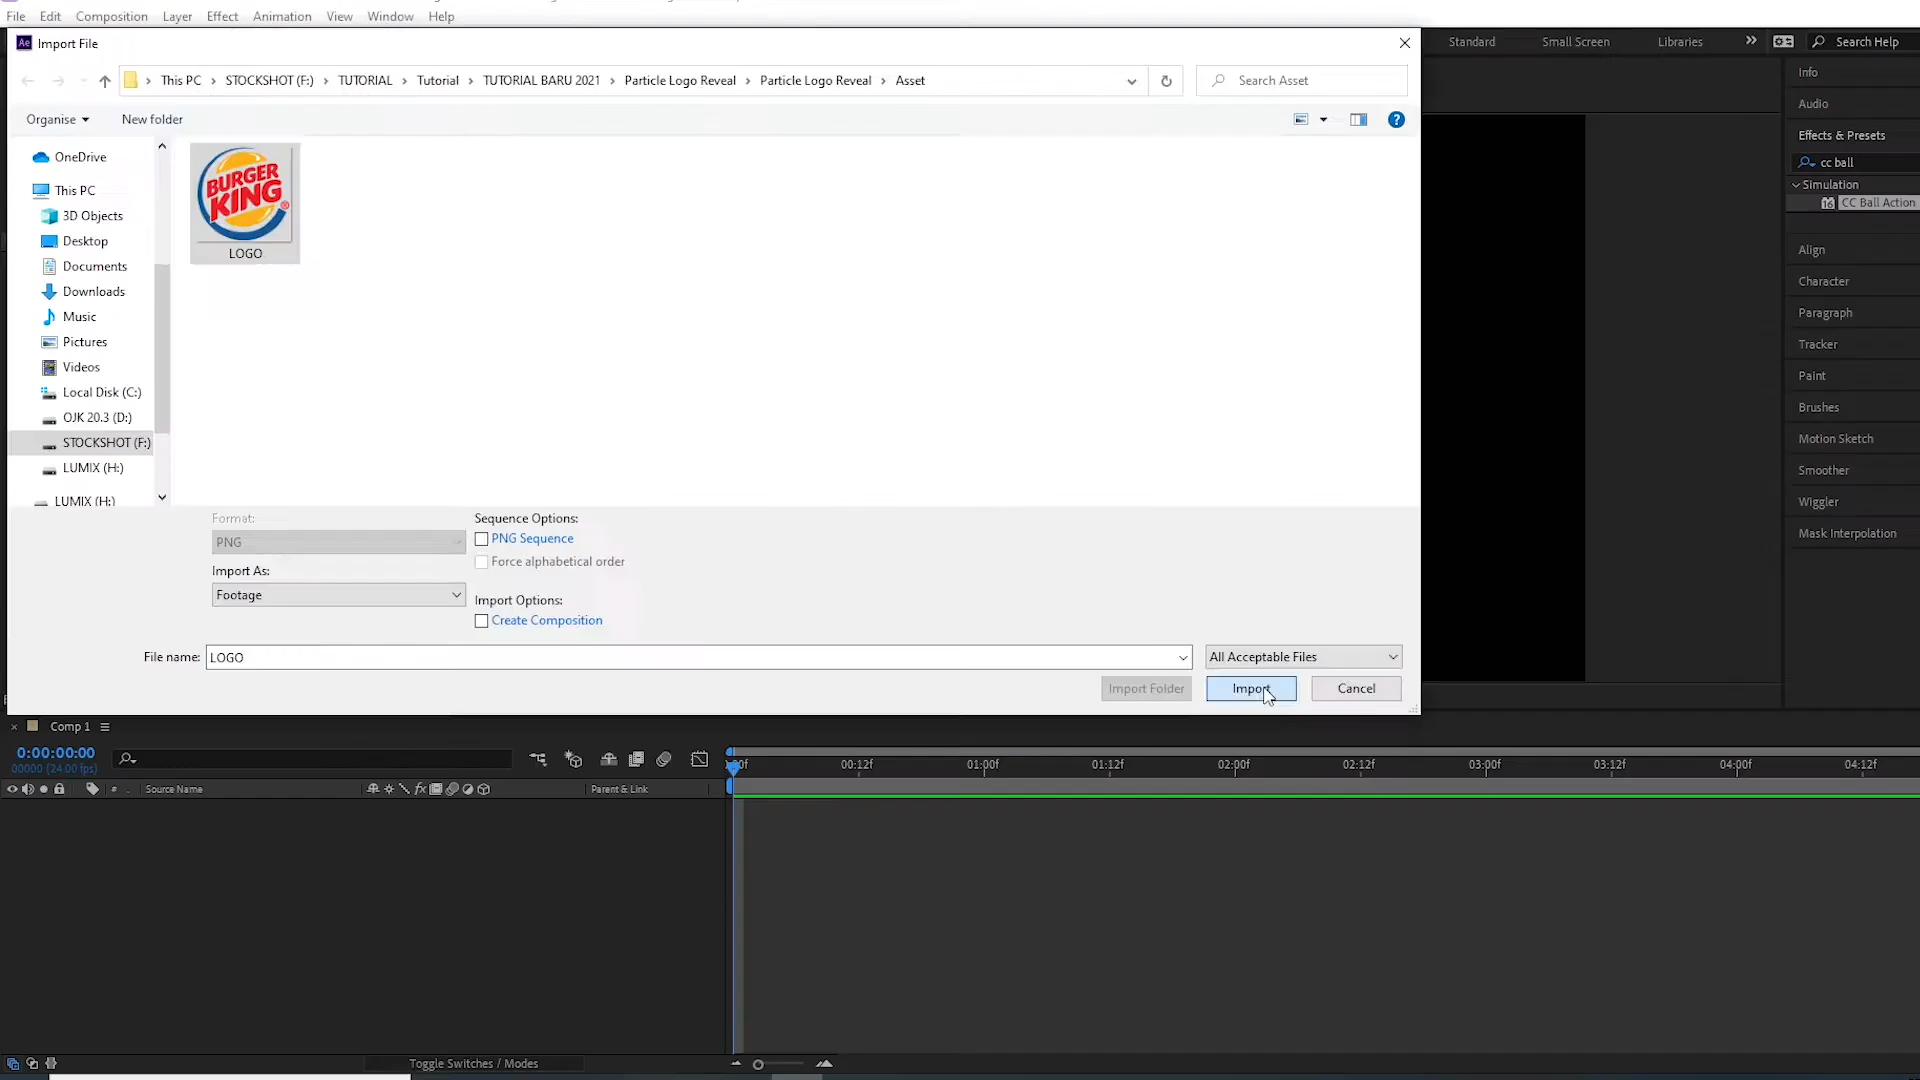 File Edit Composition Layer Effect Animation View Window Help
Ae Import File
This PC STOCKSHOT (F:) TUTORIAL Tutorial TUTORIAL BARU 2021 Particle Logo Reveal Particle Logo Reveal Asset
Search Asset
Organise New folder
OneDrive
This PC
3D Objects
Desktop
Documents
Downloads
Music
Pictures
Videos
Local Disk (C:)
OJK 20.3 (D:)
STOCKSHOT (F:)
LUMIX (H:)
LUMIX (H:)
BURGER
KING®
LOGO
Format:
PNG
Import As:
Footage
Sequence Options:
PNG Sequence
Force alphabetical order
Import Options:
Create Composition
File name: LOGO
All Acceptable Files
Import Folder Import Cancel
Standard Small Screen Libraries Search Help
Info
Audio
Effects & Presets
cc ball
Simulation
16 CC Ball Action
Align
Character
Paragraph
Tracker
Paint
Brushes
Motion Sketch
Smoother
Wiggler
Mask Interpolation
Comp 1
0:00:00:00
00000 (24.00 fps)
# Source Name fx Parent & Link
00:12f 01:00f 01:12f 02:00f 02:12f 03:00f 03:12f 04:00f 04:12f
Toggle Switches / Modes